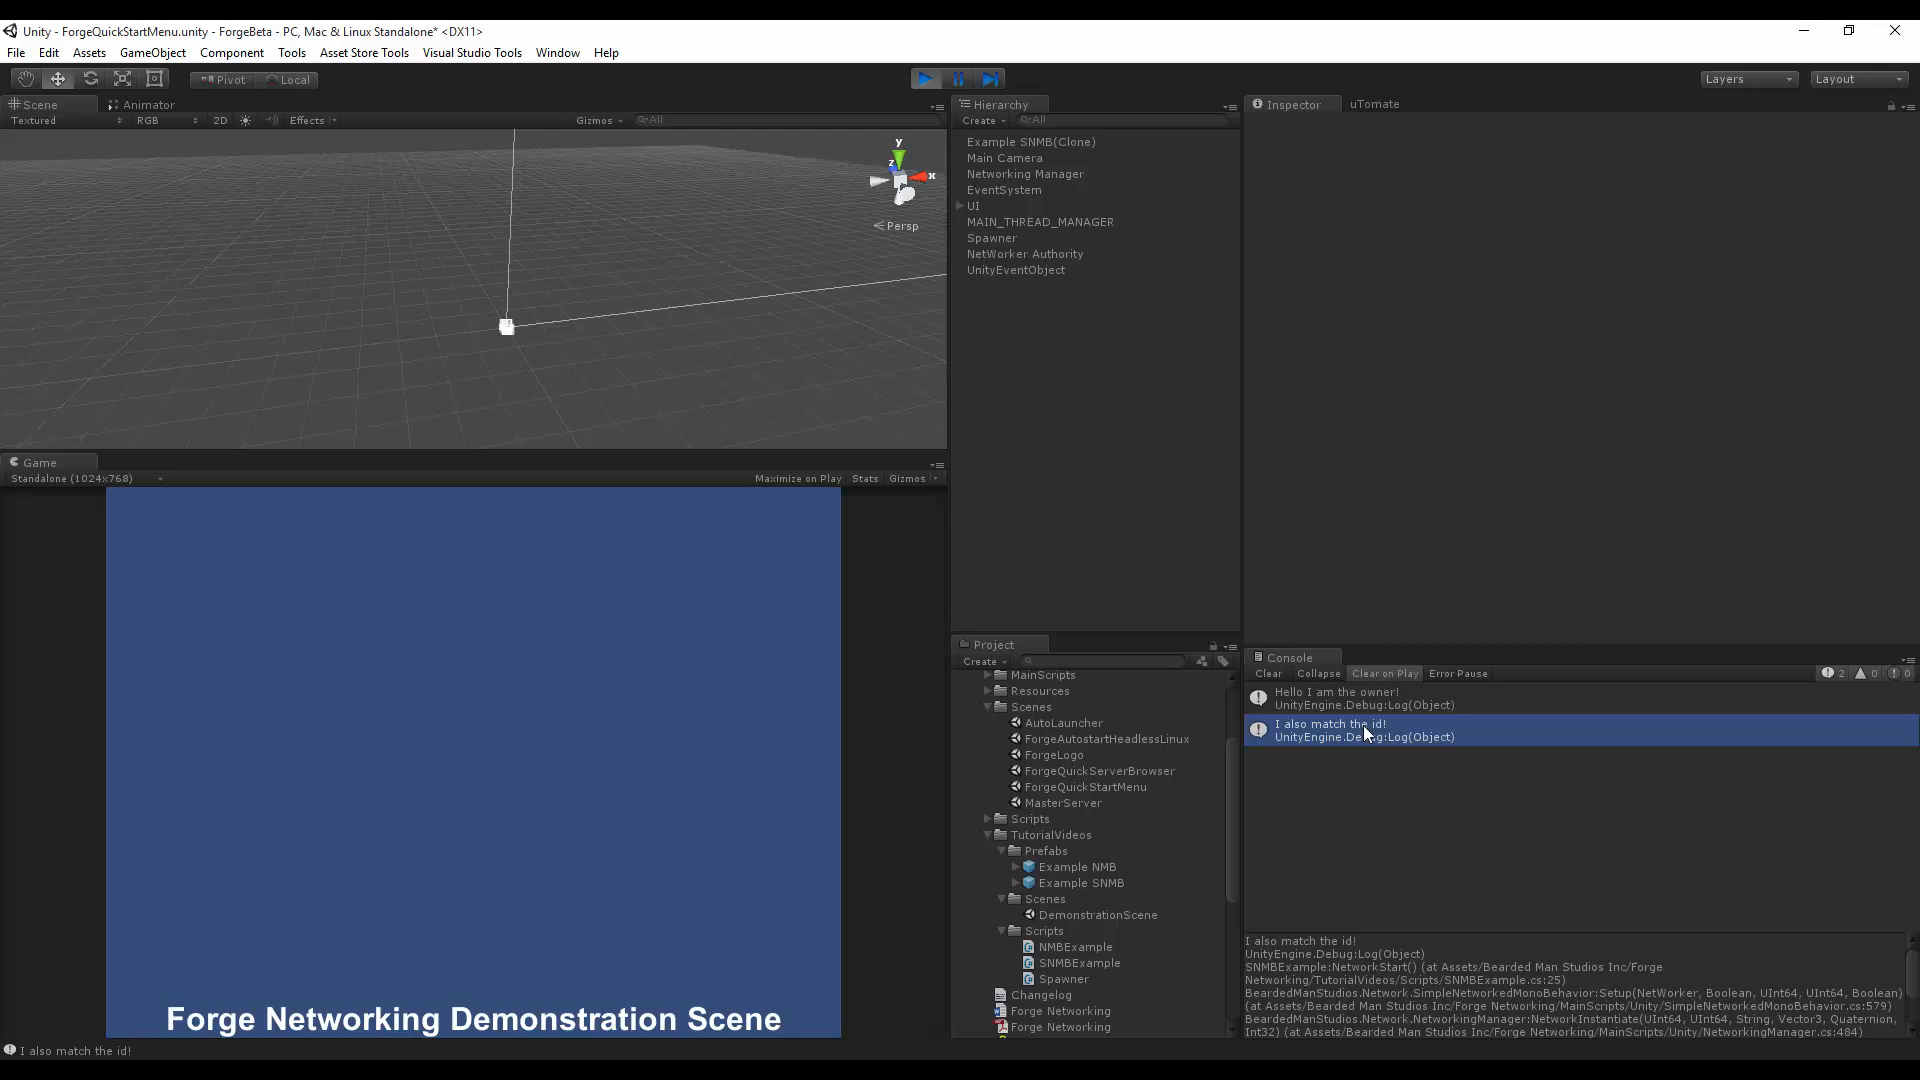 Unity - ForgeQuickStartMenu.unity - ForgeBeta - PC, Mac & Linux Standalone* <DX11>
File Edit Assets GameObject Component Tools Asset Store Tools Visual Studio Tools Window Help
Pivot Local
Layers Layout
Scene Animator
Textured RGB 2D Effects Gizmos All
y
z
x
Persp
Hierarchy
Create All
Example SNMB(Clone)
Main Camera
Networking Manager
EventSystem
UI
MAIN_THREAD_MANAGER
Spawner
NetWorker Authority
UnityEventObject
Inspector uTomate
Game
Standalone (1024x768) Maximize on Play Stats Gizmos
Forge Networking Demonstration Scene
Project
Create
MainScripts
Resources
Scenes
AutoLauncher
ForgeAutostartHeadlessLinux
ForgeLogo
ForgeQuickServerBrowser
ForgeQuickStartMenu
MasterServer
Scripts
TutorialVideos
Prefabs
Example NMB
Example SNMB
Scenes
DemonstrationScene
Scripts
NMBExample
SNMBExample
Spawner
Changelog
Forge Networking
Forge Networking
Console
Clear Collapse Clear on Play Error Pause 2 0 0
Hello I am the owner!
UnityEngine.Debug:Log(Object)
I also match the id!
UnityEngine.Debug:Log(Object)
I also match the id!
UnityEngine.Debug:Log(Object)
SNMBExample:NetworkStart() (at Assets/Bearded Man Studios Inc/Forge
Networking/TutorialVideos/Scripts/SNMBExample.cs:25)
BeardedManStudios.Network.SimpleNetworkedMonoBehavior:Setup(NetWorker, Boolean, UInt64, UInt64, Boolean)
(at Assets/Bearded Man Studios Inc/Forge Networking/MainScripts/Unity/SimpleNetworkedMonoBehavior.cs:579)
BeardedManStudios.Network.NetworkingManager:NetworkInstantiate(UInt64, UInt64, String, Vector3, Quaternion,
Int32) (at Assets/Bearded Man Studios Inc/Forge Networking/MainScripts/Unity/NetworkingManager.cs:484)
I also match the id!